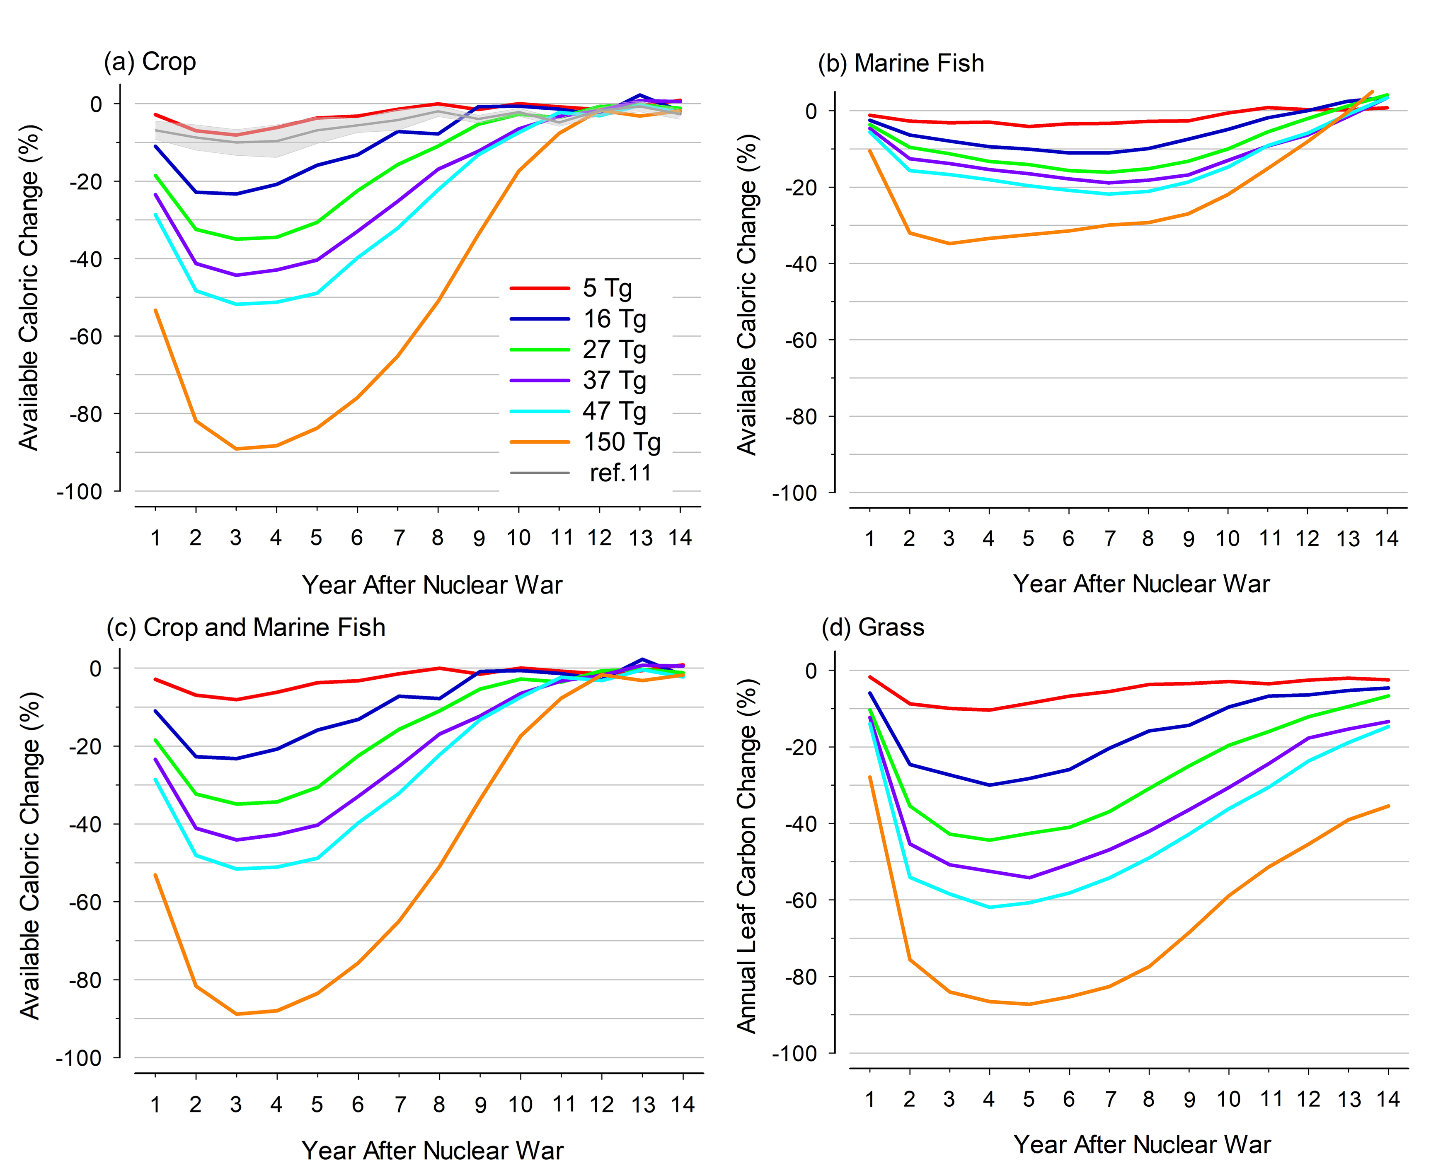 (a) Crop
Available Caloric Change (%)
0
-20
-40
-60
-80
-100
5 Tg
16 Tg
27 Tg
37 Tg
47 Tg
150 Tg
ref.11
1 2 3 4 5 6 7 8 9 10 11 12 13 14
Year After Nuclear War
(b) Marine Fish
Available Caloric Change (%)
0
-20
-40
-60
-80
-100
1 2 3 4 5 6 7 8 9 10 11 12 13 14
Year After Nuclear War
(c) Crop and Marine Fish
Available Caloric Change (%)
0
-20
-40
-60
-80
-100
1 2 3 4 5 6 7 8 9 10 11 12 13 14
Year After Nuclear War
(d) Grass
Annual Leaf Carbon Change (%)
0
-20
-40
-60
-80
-100
1 2 3 4 5 6 7 8 9 10 11 12 13 14
Year After Nuclear War